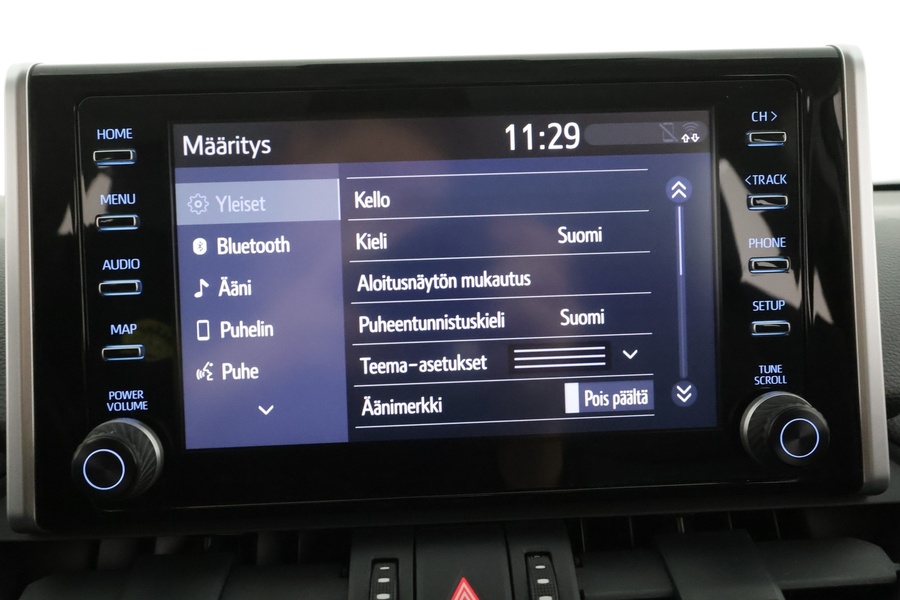 HOME
MENU
AUDIO
MAP
POWER
VOLUME
Määritys
11:29
Yleiset
Bluetooth
Ääni
Puhelin
Puhe
Kello
Kieli Suomi
Aloitusnäytön mukautus
Puheentunnistuskieli Suomi
Teema-asetukset
Äänimerkki Pois päältä
CH >
<TRACK
PHONE
SETUP
TUNE
SCROLL